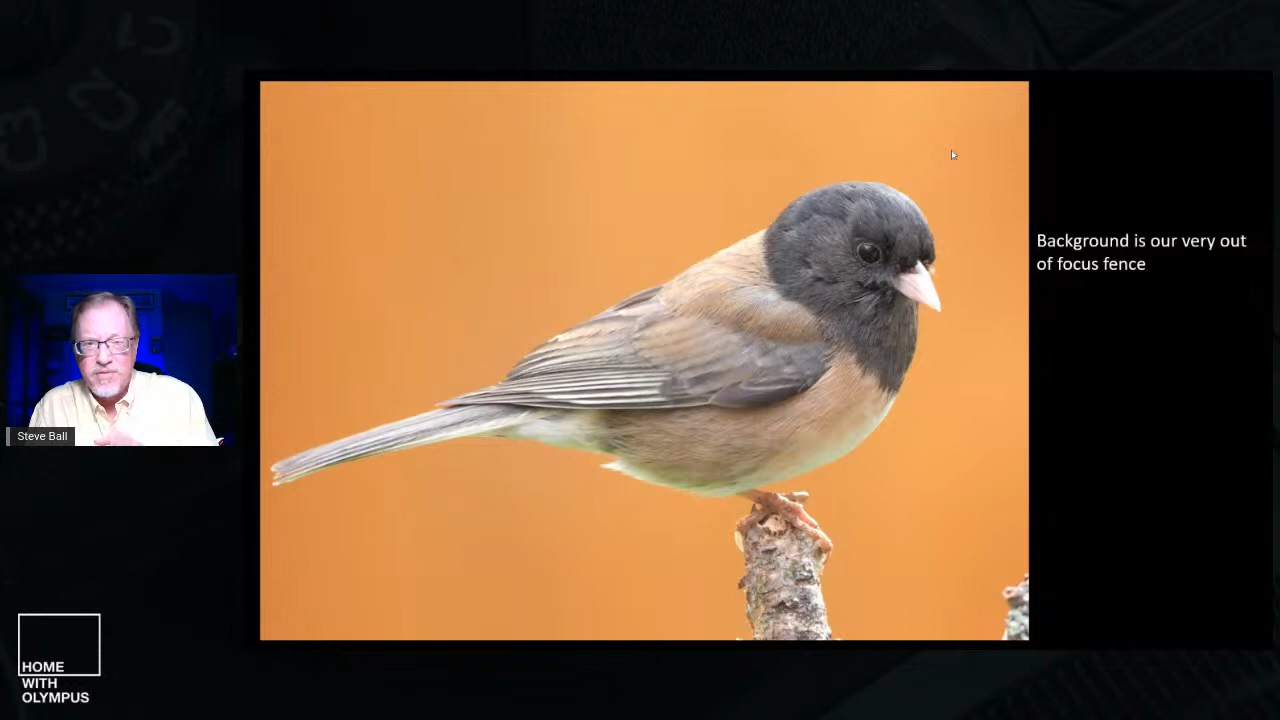 Background is our very out
of focus fence
Steve Ball
HOME
WITH
OLYMPUS